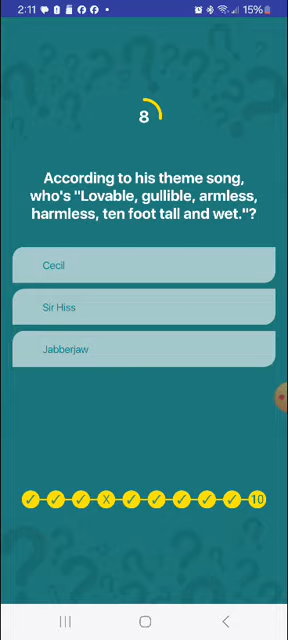 2:11
15%
8
According to his theme song,
who's "Lovable, gullible, armless,
harmless, ten foot tall and wet."?
Cecil
Sir Hiss
Jabberjaw
X
10